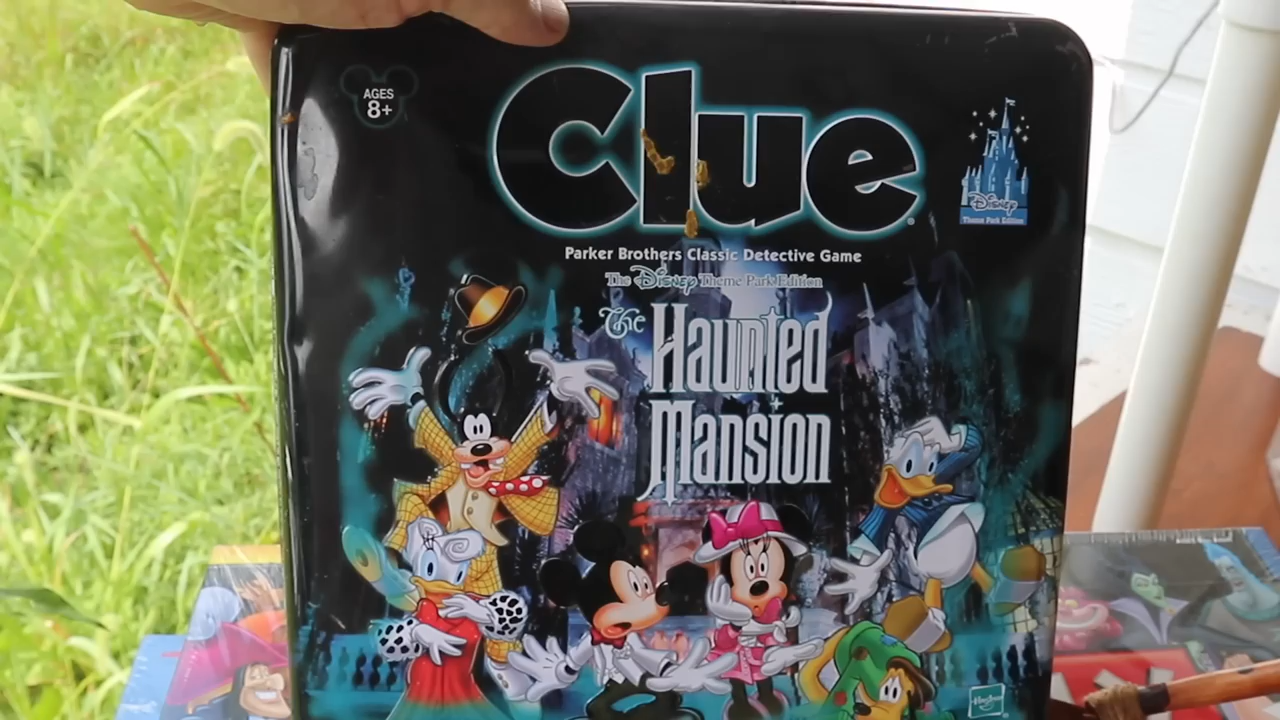 AGES
8+
Clue
Disney
Theme Park Edition
Parker Brothers Classic Detective Game
The Disney Theme Park Edition
The Haunted
Mansion
Hasbro